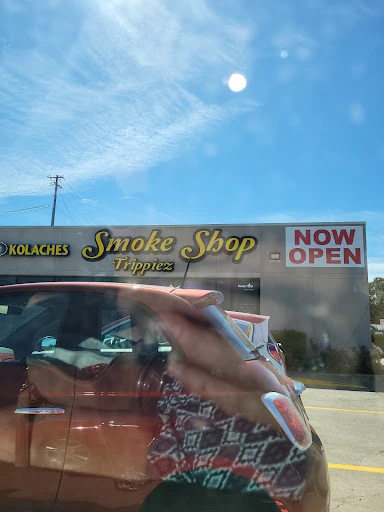 KOLACHES
Smoke Shop
Trippiez
NOW
OPEN